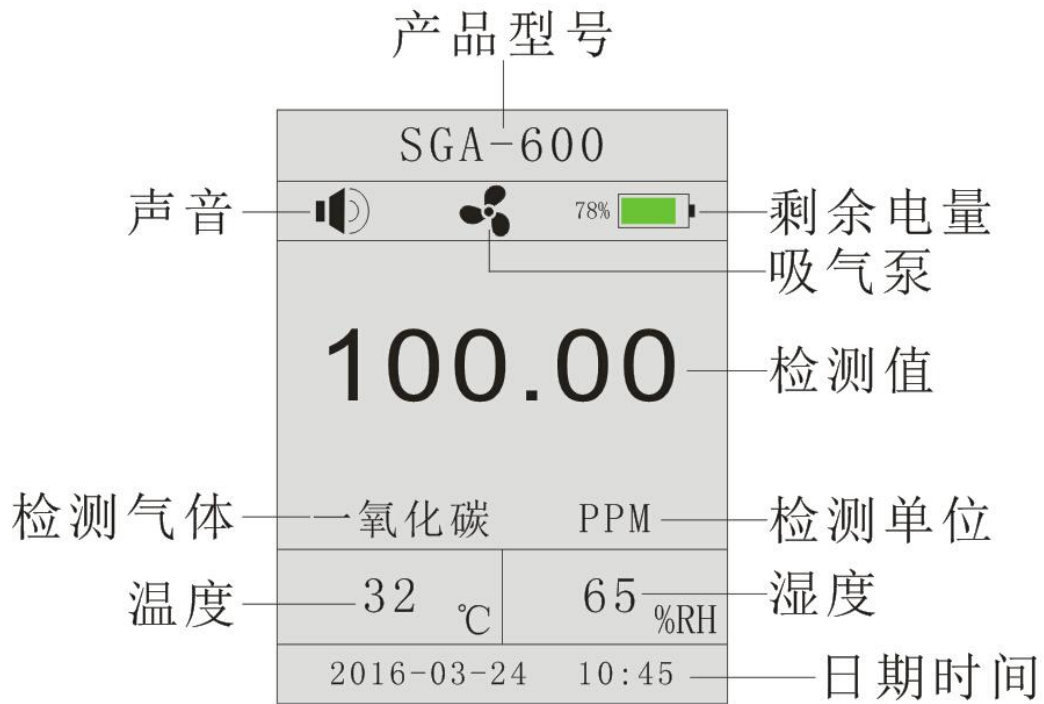 产品型号
SGA-600
声音
78%
剩余电量
吸气泵
100.00
检测值
检测气体
一氧化碳
PPM
检测单位
温度
32 ℃
65 %RH
湿度
2016-03-24 10:45
日期时间